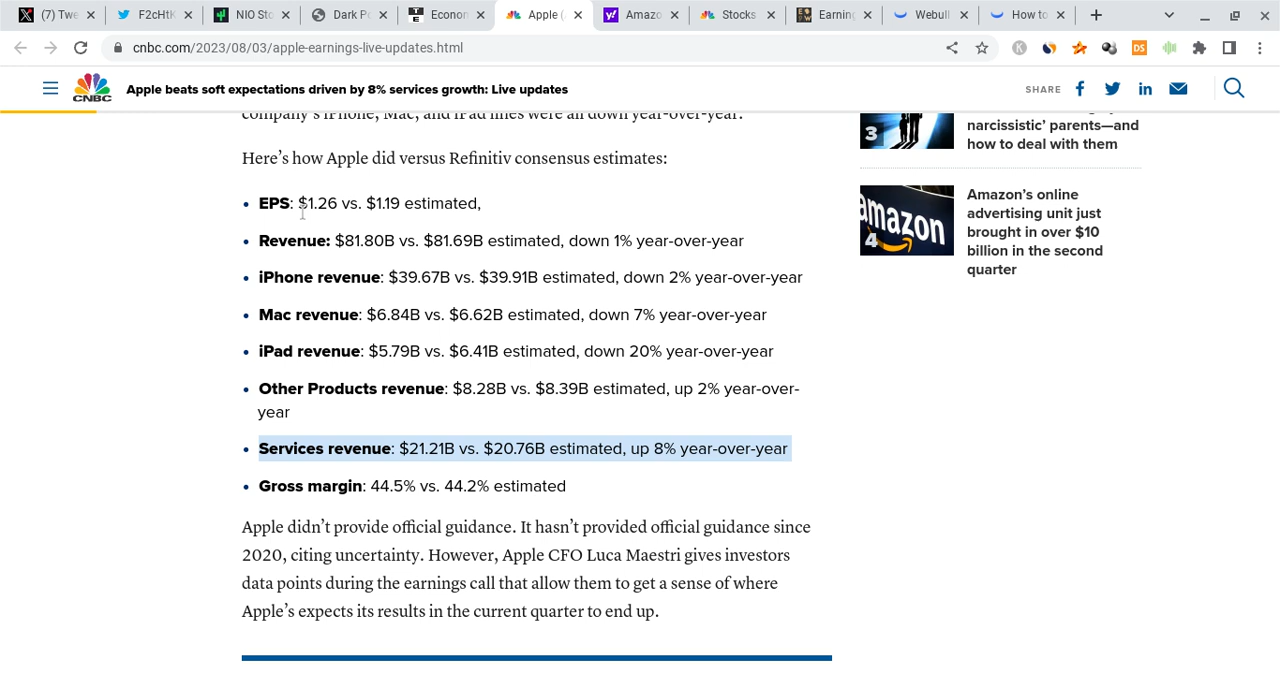 (7) Twe
F2cHtK
NIO Sto
Dark Po
Econom
Apple (
Amazo
Stocks
Earning
Webull
How to
cnbc.com/2023/08/03/apple-earnings-live-updates.html
CNBC
Apple beats soft expectations driven by 8% services growth: Live updates
SHARE
company's iPhone, Mac, and iPad lines were all down year-over-year.
Here's how Apple did versus Refinitiv consensus estimates:
• EPS: $1.26 vs. $1.19 estimated,
• Revenue: $81.80B vs. $81.69B estimated, down 1% year-over-year
• iPhone revenue: $39.67B vs. $39.91B estimated, down 2% year-over-year
• Mac revenue: $6.84B vs. $6.62B estimated, down 7% year-over-year
• iPad revenue: $5.79B vs. $6.41B estimated, down 20% year-over-year
• Other Products revenue: $8.28B vs. $8.39B estimated, up 2% year-over-
year
• Services revenue: $21.21B vs. $20.76B estimated, up 8% year-over-year
• Gross margin: 44.5% vs. 44.2% estimated
Apple didn't provide official guidance. It hasn't provided official guidance since
2020, citing uncertainty. However, Apple CFO Luca Maestri gives investors
data points during the earnings call that allow them to get a sense of where
Apple's expects its results in the current quarter to end up.
3
narcissistic' parents—and
how to deal with them
amazon
4
Amazon's online
advertising unit just
brought in over $10
billion in the second
quarter